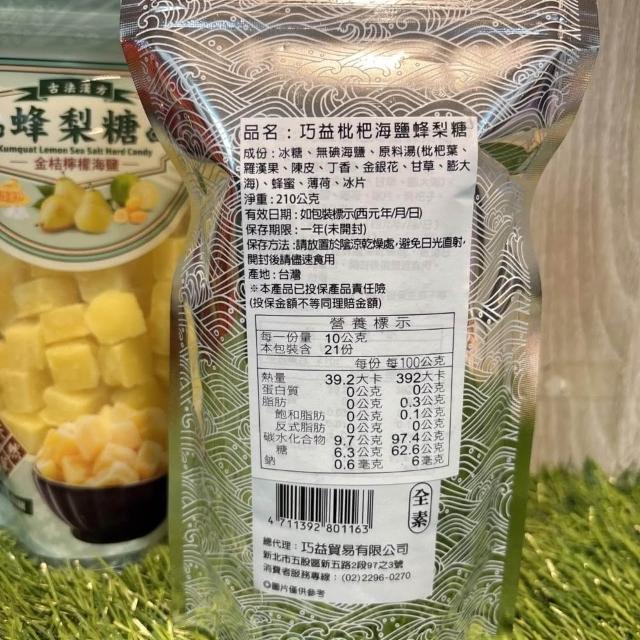 古法漢方
蜂梨糖
Kumquat Lemon Sea Salt Hard Candy
金桔檸檬海鹽
品名：巧益枇杷海鹽蜂梨糖
成份：冰糖、無碘海鹽、原料湯(枇杷葉、
羅漢果、陳皮、丁香、金銀花、甘草、膨大
海)、蜂蜜、薄荷、冰片
淨重：210公克
有效日期：如包裝標示(西元年/月/日)
保存期限：一年(未開封)
保存方法：請放置於陰涼乾燥處,避免日光直射,
開封後請儘速食用
產地：台灣
※本產品已投保產品責任險
(投保金額不等同理賠金額)
營養標示
每一份量 10公克
本包裝含 21份
每份 每100公克
熱量 39.2大卡 392大卡
蛋白質 0公克 0公克
脂肪 0公克 0.3公克
飽和脂肪 0公克 0.1公克
反式脂肪 0公克 0公克
碳水化合物 9.7公克 97.4公克
糖 6.3公克 62.6公克
鈉 0.6毫克 6毫克
4 711392 801163
全素
總代理：巧益貿易有限公司
新北市五股區新五路2段97之3號
消費者服務專線：(02)2296-0270
◎圖片僅供參考